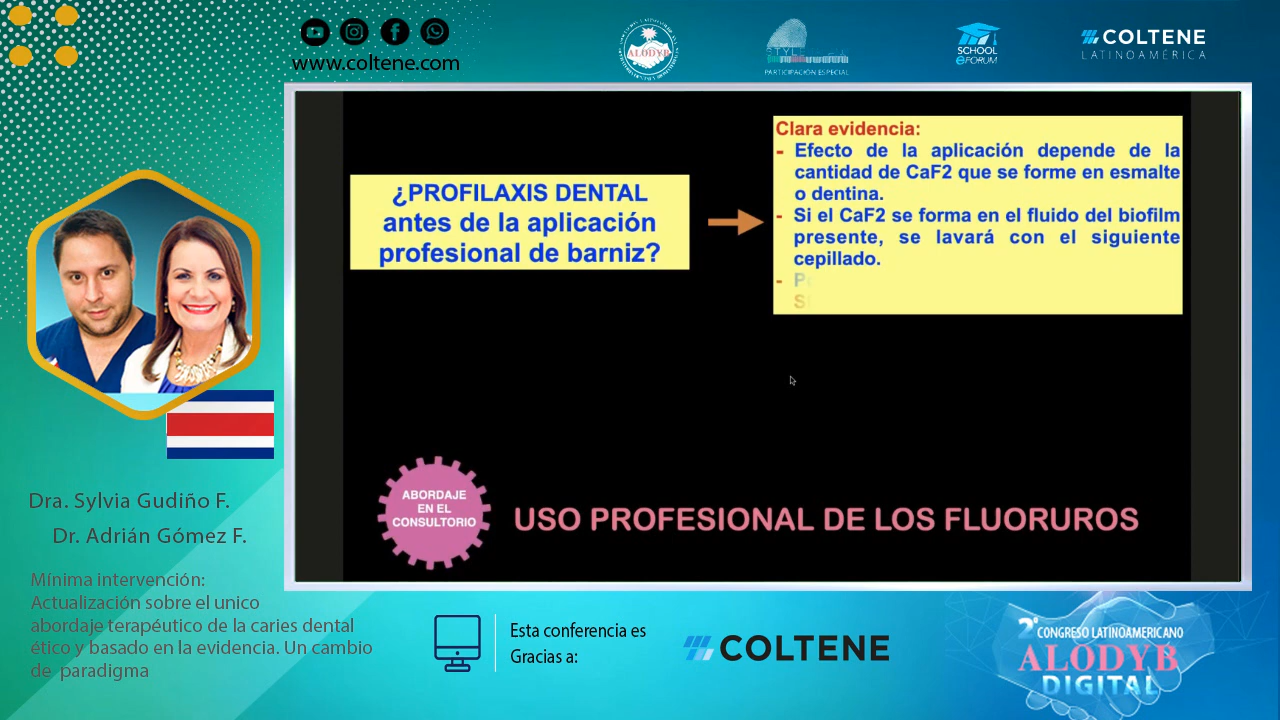 www.coltene.com
ALODYB
STYLE
PARTICIPACIÓN ESPECIAL
SCHOOL
eFORUM
COLTENE
LATINOAMÉRICA
¿PROFILAXIS DENTAL
antes de la aplicación
profesional de barniz?
Clara evidencia:
- Efecto de la aplicación depende de la
cantidad de CaF2 que se forme en esmalte
o dentina.
- Si el CaF2 se forma en el fluido del biofilm
presente, se lavará con el siguiente
cepillado.
ABORDAJE
EN EL
CONSULTORIO
USO PROFESIONAL DE LOS FLUORUROS
Dra. Sylvia Gudiño F.
Dr. Adrián Gómez F.
Mínima intervención:
Actualización sobre el unico
abordaje terapéutico de la caries dental
ético y basado en la evidencia. Un cambio
de paradigma
Esta conferencia es
Gracias a:
COLTENE
2º CONGRESO LATINOAMERICANO
ALODYB
DIGITAL